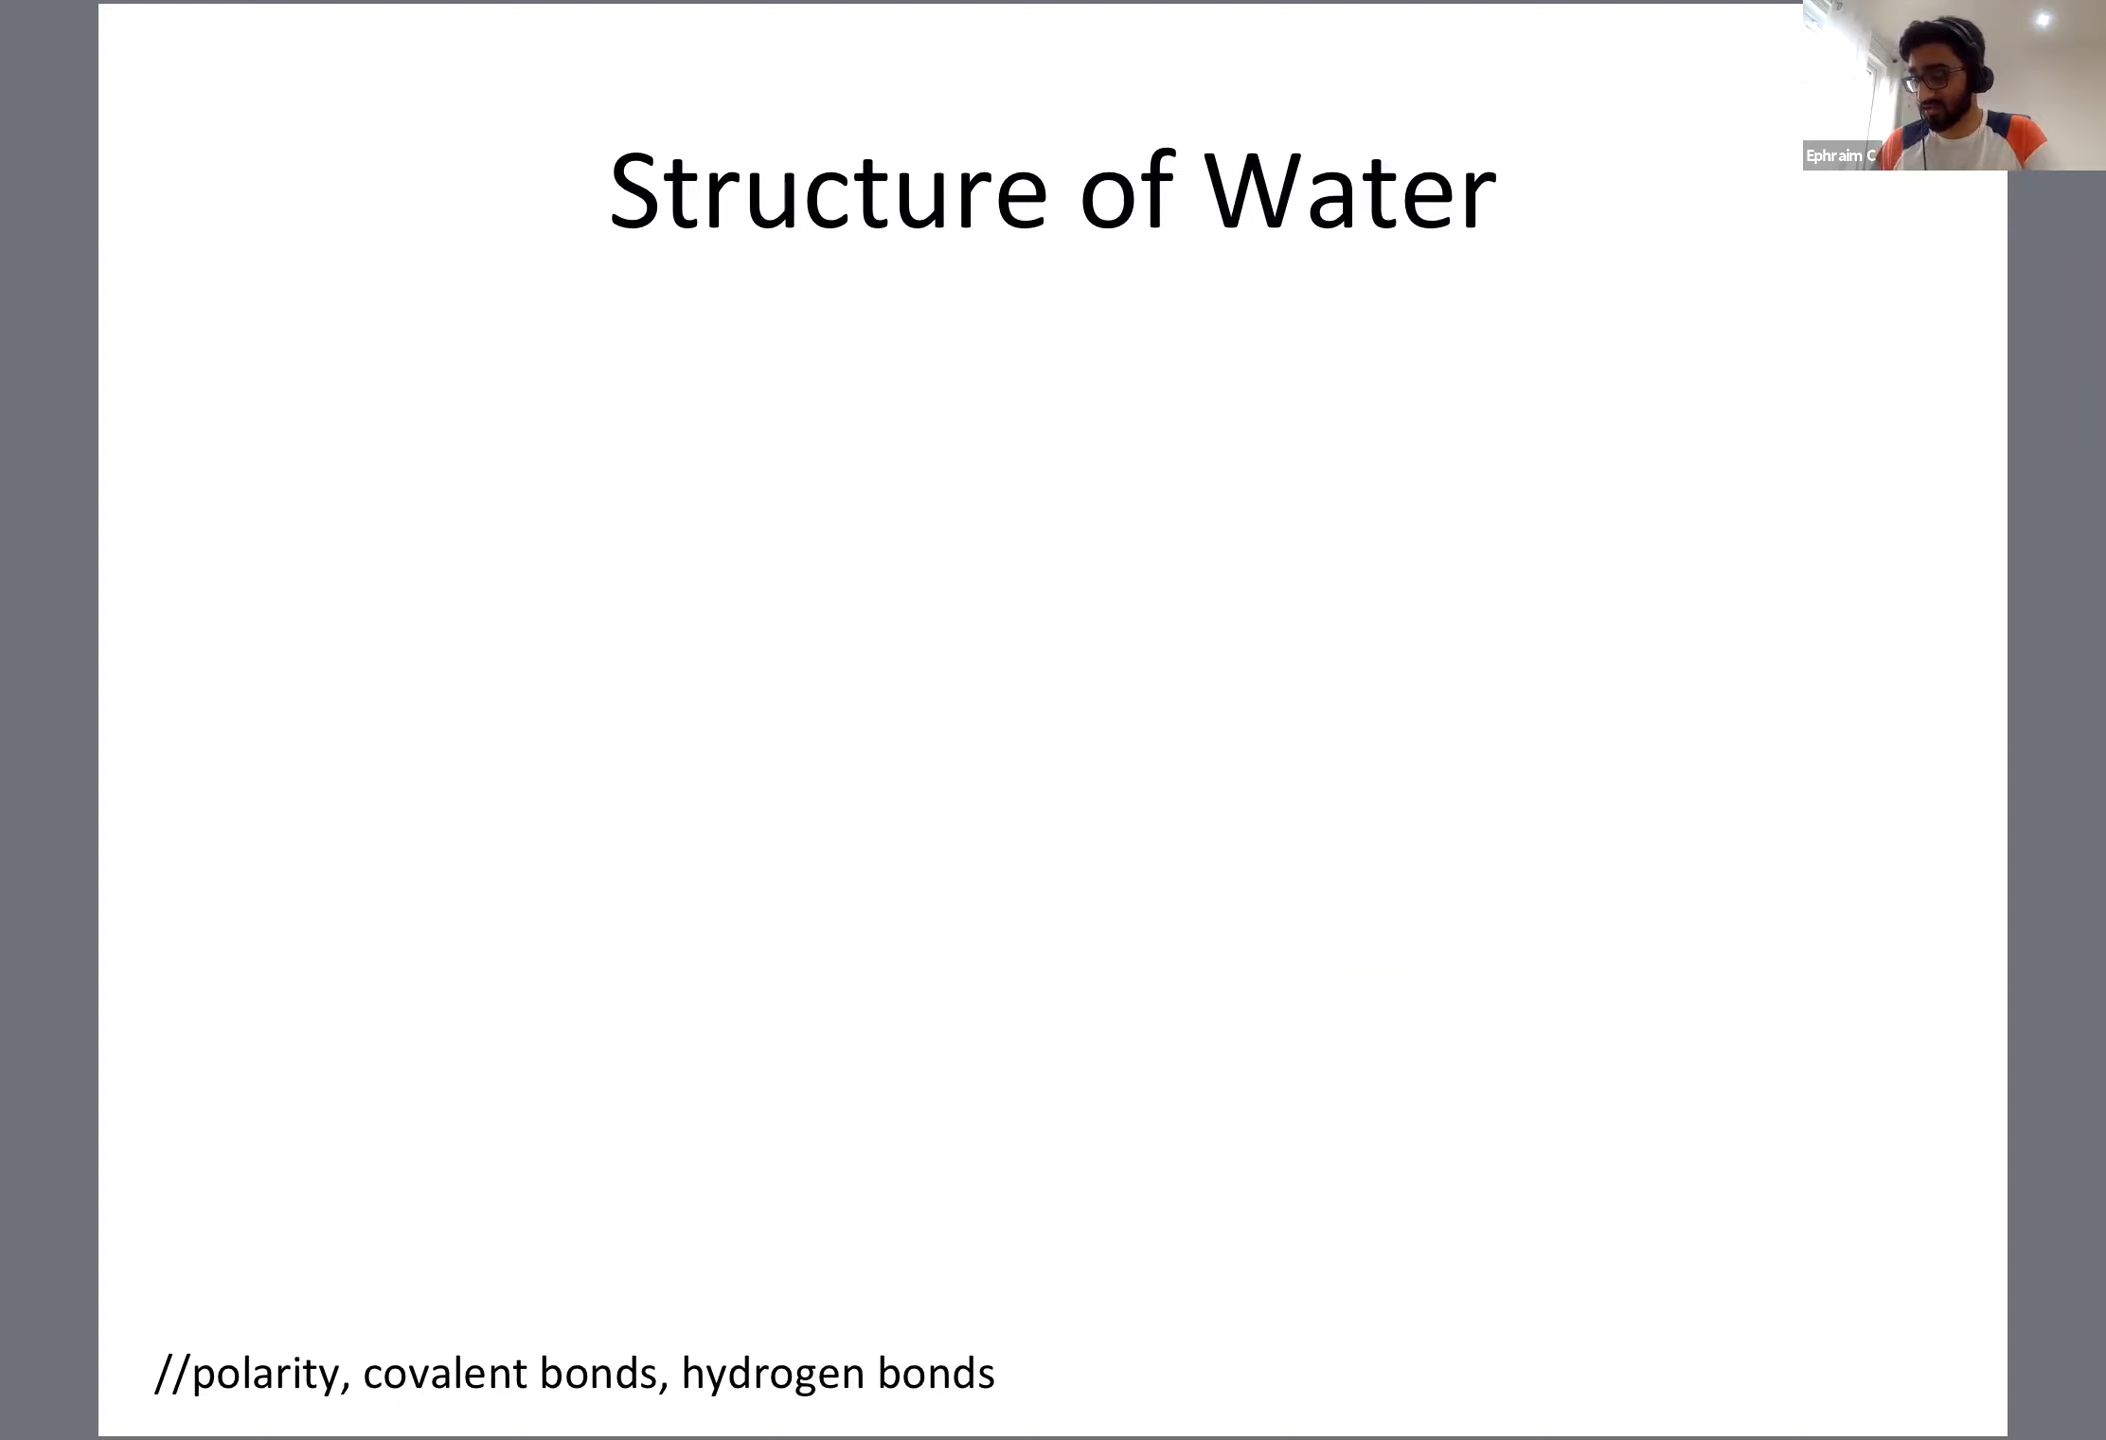 Structure of Water
Ephraim C
//polarity, covalent bonds, hydrogen bonds